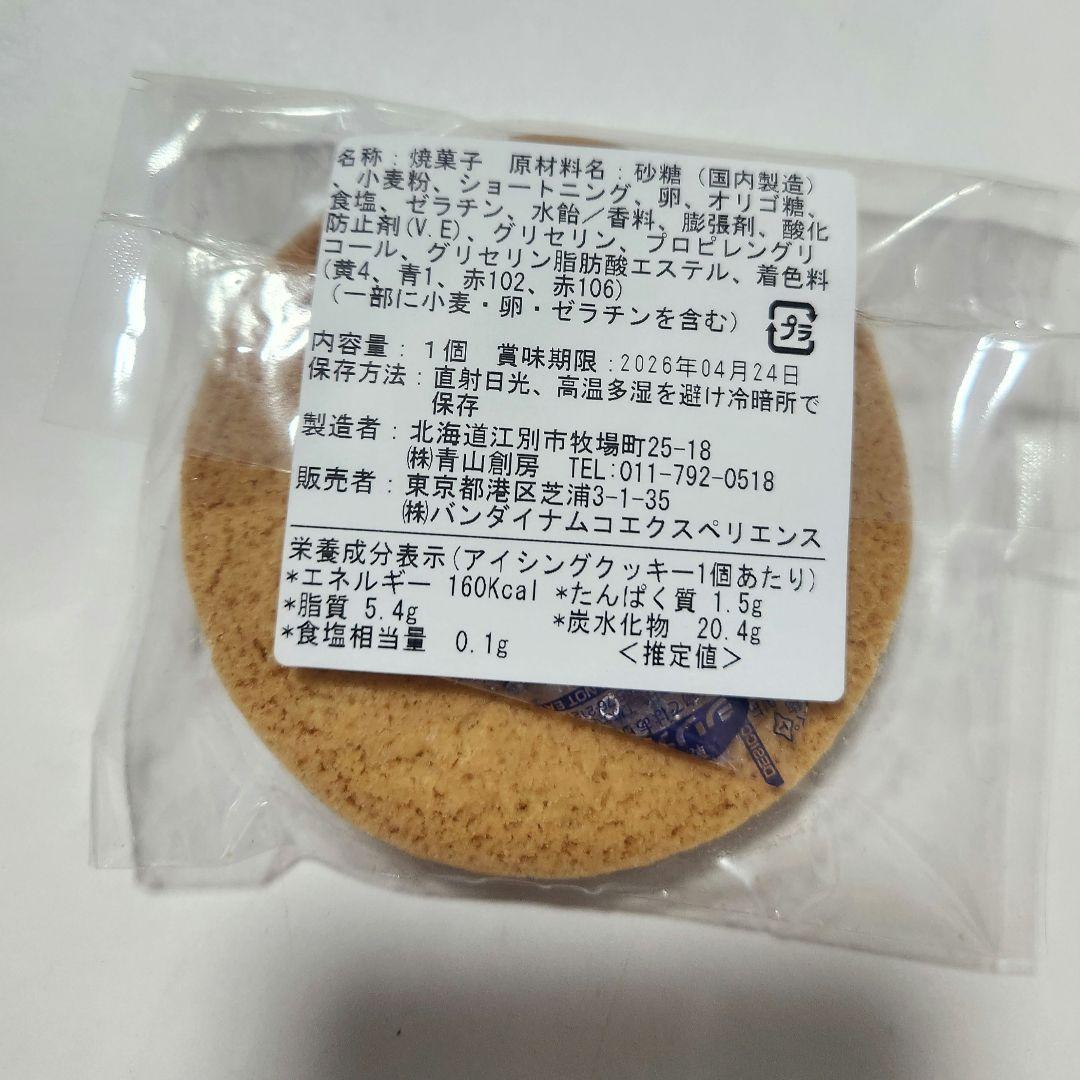 名称：焼菓子　原材料名：砂糖（国内製造）
、小麦粉、ショートニング、卵、オリゴ糖、
食塩、ゼラチン、水飴／香料、膨張剤、酸化
防止剤(V.E)、グリセリン、プロピレングリ
コール、グリセリン脂肪酸エステル、着色料
(黄4、青1、赤102、赤106)
（一部に小麦・卵・ゼラチンを含む）
プラ
内容量：1個　賞味期限：2026年04月24日
保存方法：直射日光、高温多湿を避け冷暗所で
保存
製造者：北海道江別市牧場町25-18
㈱青山創房　TEL:011-792-0518
販売者：東京都港区芝浦3-1-35
㈱バンダイナムコエクスペリエンス
栄養成分表示(アイシングクッキー1個あたり)
*エネルギー 160Kcal *たんぱく質 1.5g
*脂質 5.4g　*炭水化物　20.4g
*食塩相当量　0.1g　＜推定値＞